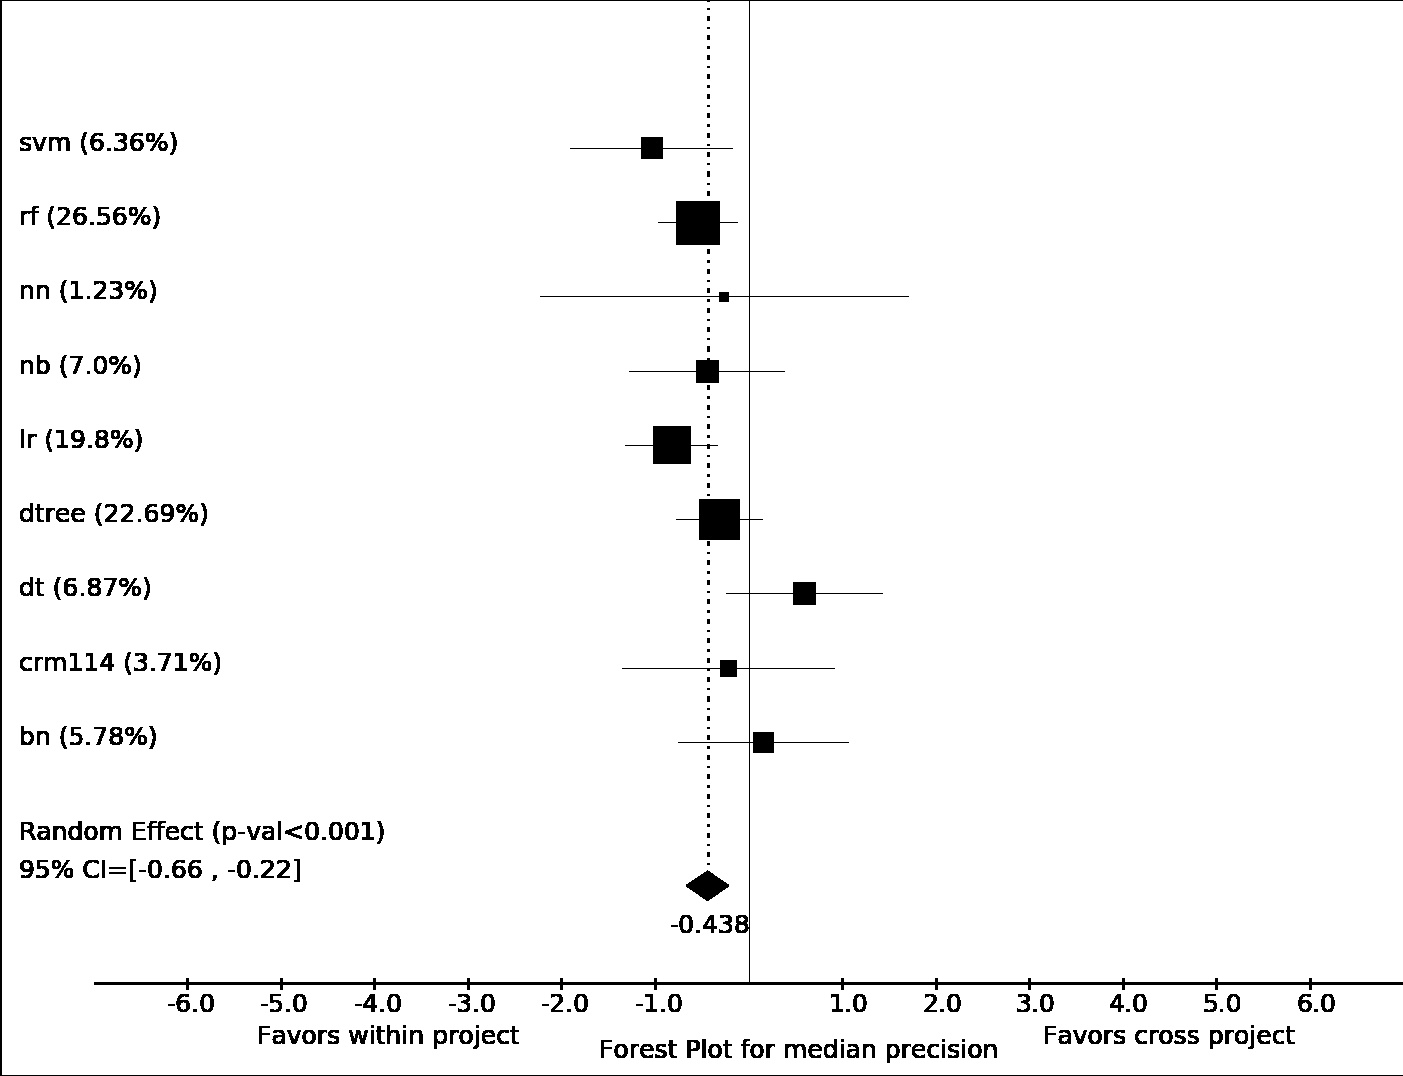 svm (6.36%)
rf (26.56%)
nn (1.23%)
nb (7.0%)
lr (19.8%)
dtree (22.69%)
dt (6.87%)
crm114 (3.71%)
bn (5.78%)
Random Effect (p-val<0.001)
95% CI=[-0.66 , -0.22]
-0.438
-6.0 -5.0 -4.0 -3.0 -2.0 -1.0 1.0 2.0 3.0 4.0 5.0 6.0
Favors within project Favors cross project
Forest Plot for median precision